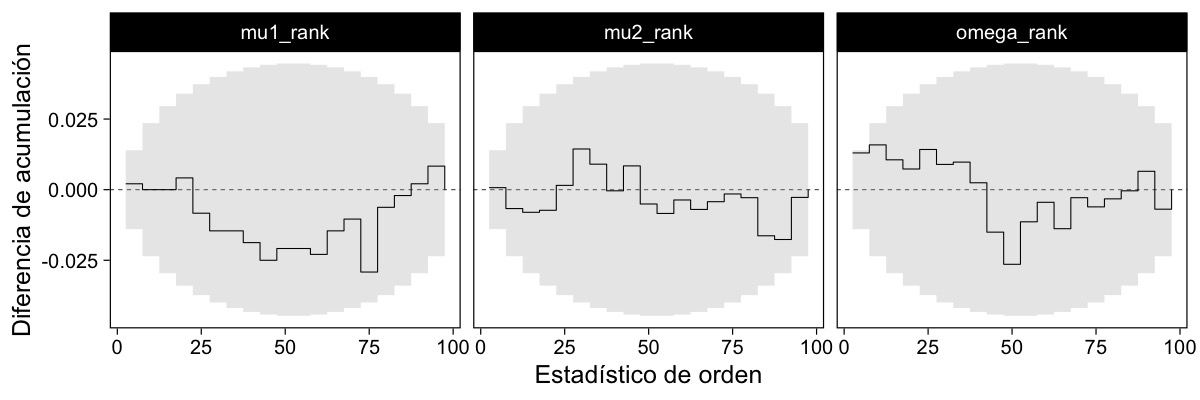 mu1_rank mu2_rank omega_rank
Diferencia de acumulación
0.025
0.000
-0.025
0 25 50 75 100 0 25 50 75 100 0 25 50 75 100
Estadístico de orden